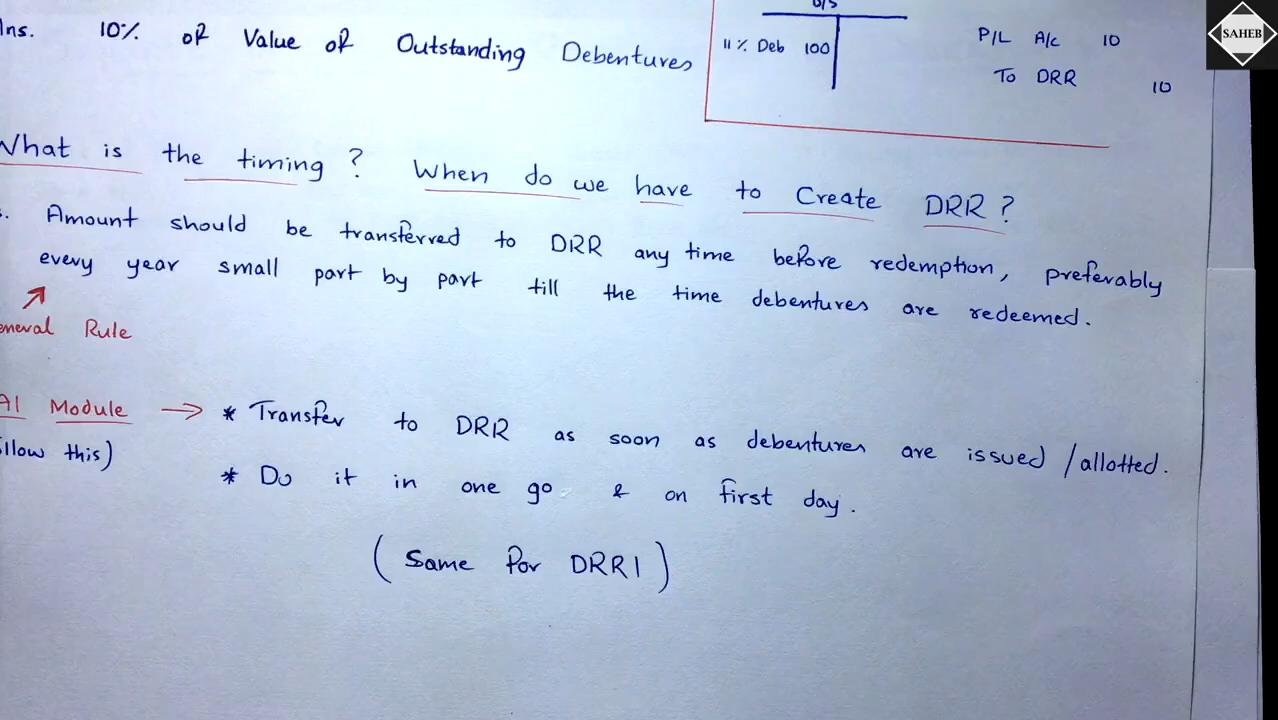 B/S
SAHEB
Ans. 10% of Value of Outstanding Debentures
11% Deb 100
P/L A/c 10
To DRR 10
What is the timing? When do we have to Create DRR?
s. Amount should be transferred to DRR any time before redemption, preferably
every year small part by part till the time debentures are redeemed.
eneral Rule
AI Module → * Transfer to DRR as soon as debentures are issued / allotted.
llow this)
* Do it in one go & on first day.
(Same for DRRI)